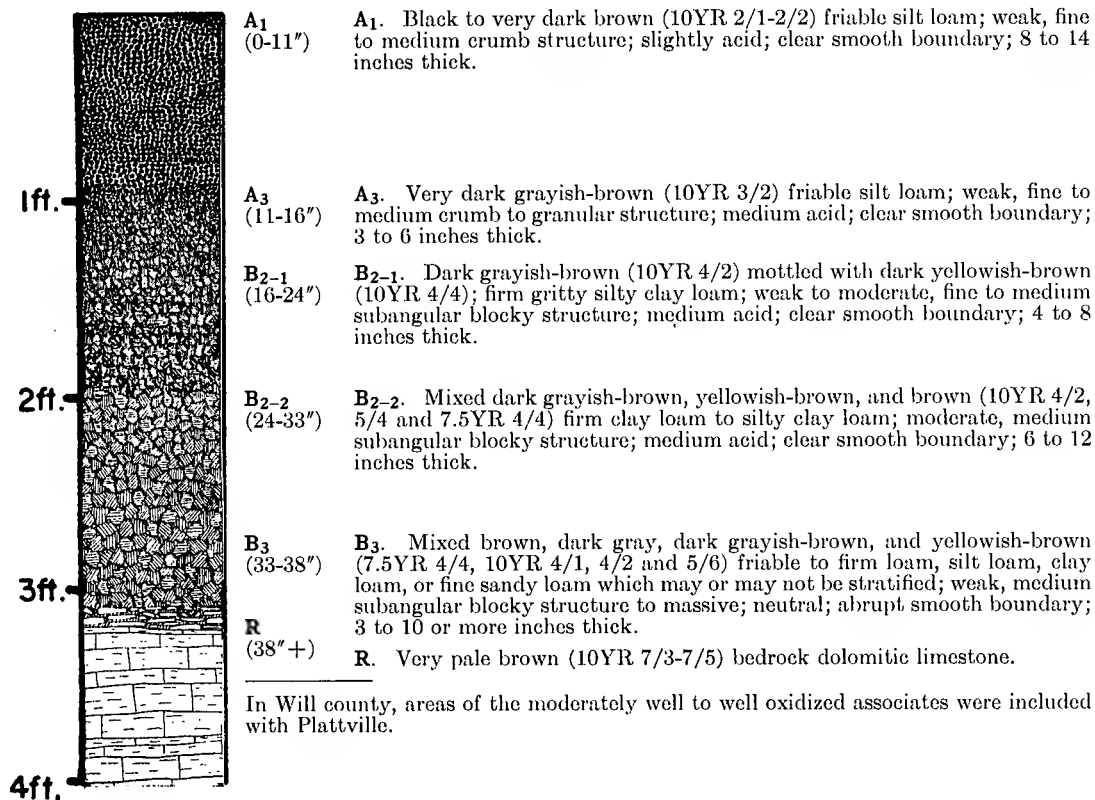 A1
(0-11″)
A1. Black to very dark brown (10YR 2/1-2/2) friable silt loam; weak, fine
to medium crumb structure; slightly acid; clear smooth boundary; 8 to 14
inches thick.
1ft.
A3
(11-16″)
A3. Very dark grayish-brown (10YR 3/2) friable silt loam; weak, fine to
medium crumb to granular structure; medium acid; clear smooth boundary;
3 to 6 inches thick.
B2-1
(16-24″)
B2-1. Dark grayish-brown (10YR 4/2) mottled with dark yellowish-brown
(10YR 4/4); firm gritty silty clay loam; weak to moderate, fine to medium
subangular blocky structure; medium acid; clear smooth boundary; 4 to 8
inches thick.
2ft.
B2-2
(24-33″)
B2-2. Mixed dark grayish-brown, yellowish-brown, and brown (10YR 4/2,
5/4 and 7.5YR 4/4) firm clay loam to silty clay loam; moderate, medium
subangular blocky structure; medium acid; clear smooth boundary; 6 to 12
inches thick.
B3
(33-38″)
B3. Mixed brown, dark gray, dark grayish-brown, and yellowish-brown
(7.5YR 4/4, 10YR 4/1, 4/2 and 5/6) friable to firm loam, silt loam, clay
loam, or fine sandy loam which may or may not be stratified; weak, medium
subangular blocky structure to massive; neutral; abrupt smooth boundary;
3 to 10 or more inches thick.
3ft.
R
(38″+)
R. Very pale brown (10YR 7/3-7/5) bedrock dolomitic limestone.
In Will county, areas of the moderately well to well oxidized associates were included
with Plattville.
4ft.